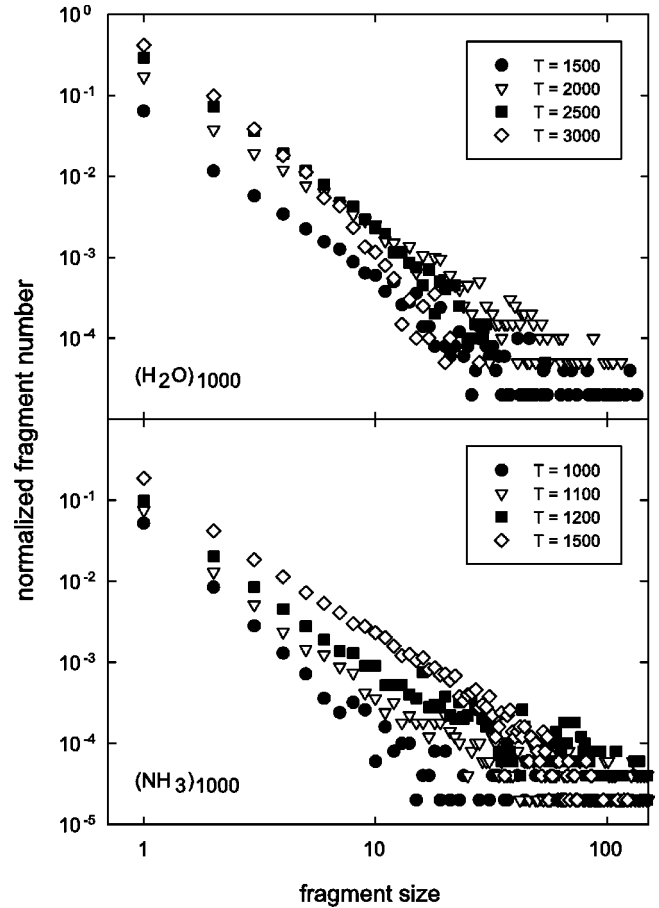 normalized fragment number
10^0
10^-1
10^-2
10^-3
10^-4
T = 1500
T = 2000
T = 2500
T = 3000
(H2O)1000
10^-1
10^-2
10^-3
10^-4
10^-5
T = 1000
T = 1100
T = 1200
T = 1500
(NH3)1000
1 10 100
fragment size